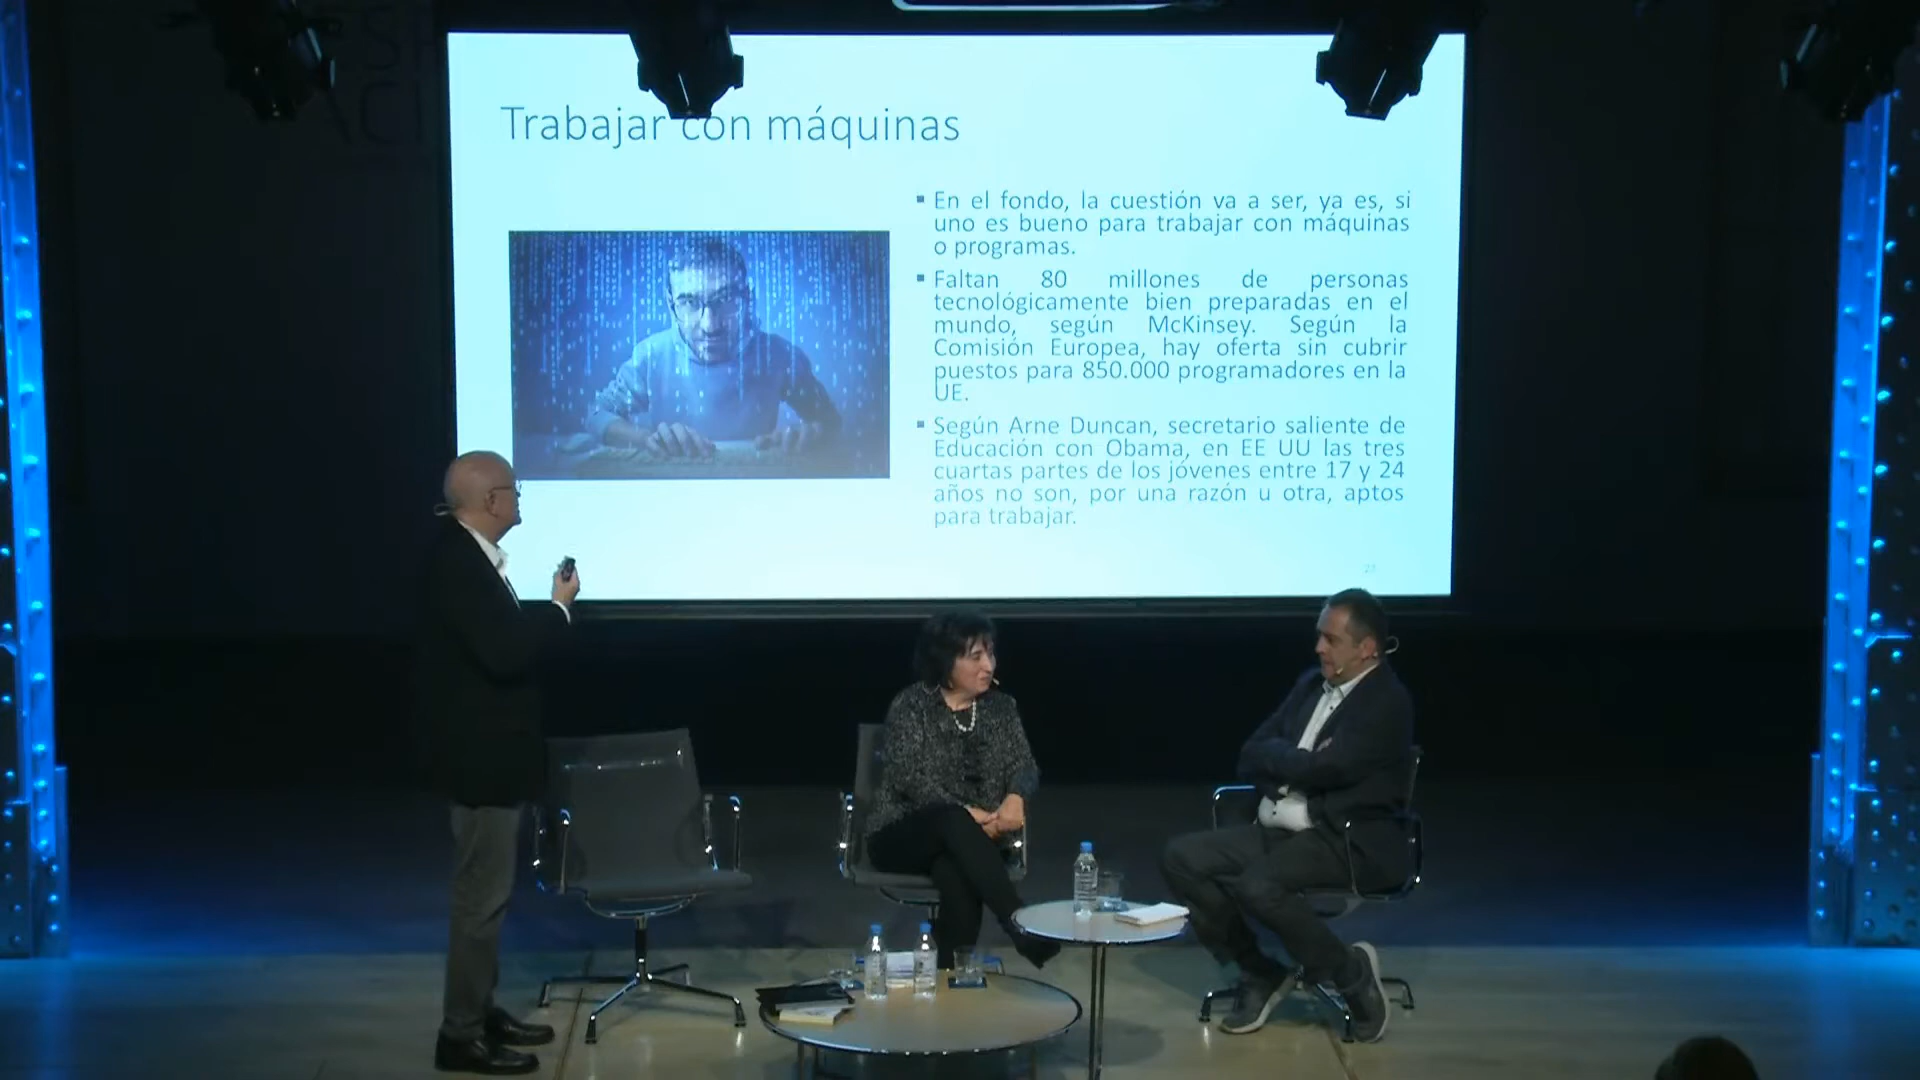 Trabajar con máquinas
En el fondo, la cuestión va a ser, ya es, si
uno es bueno para trabajar con máquinas
o programas.
Faltan 80 millones de personas
tecnológicamente bien preparadas en el
mundo, según McKinsey. Según la
Comisión Europea, hay oferta sin cubrir
puestos para 850.000 programadores en la
UE.
Según Arne Duncan, secretario saliente de
Educación con Obama, en EE UU las tres
cuartas partes de los jóvenes entre 17 y 24
años no son, por una razón u otra, aptos
para trabajar.